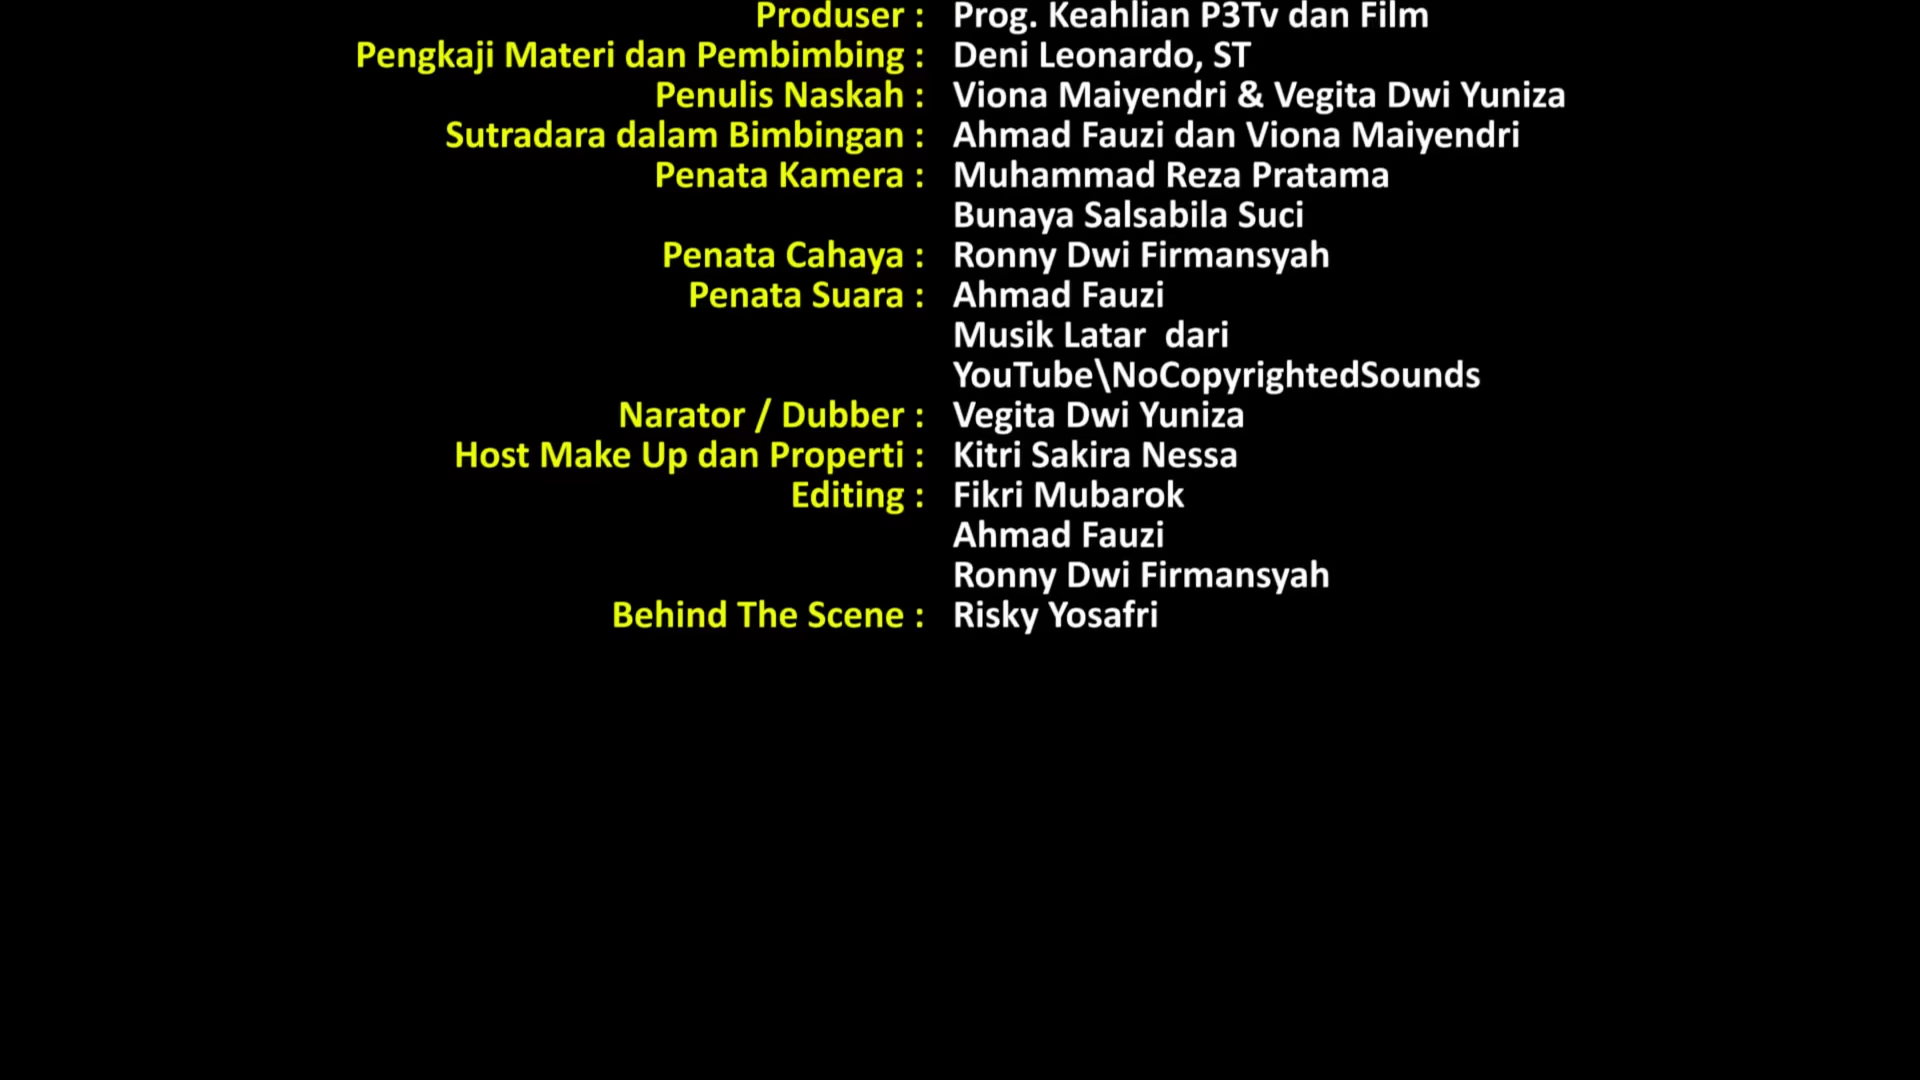 Produser : Prog. Keahlian P3Tv dan Film
Pengkaji Materi dan Pembimbing : Deni Leonardo, ST
Penulis Naskah : Viona Maiyendri & Vegita Dwi Yuniza
Sutradara dalam Bimbingan : Ahmad Fauzi dan Viona Maiyendri
Penata Kamera : Muhammad Reza Pratama
Bunaya Salsabila Suci
Penata Cahaya : Ronny Dwi Firmansyah
Penata Suara : Ahmad Fauzi
Musik Latar  dari
YouTube\NoCopyrightedSounds
Narator / Dubber : Vegita Dwi Yuniza
Host Make Up dan Properti : Kitri Sakira Nessa
Editing : Fikri Mubarok
Ahmad Fauzi
Ronny Dwi Firmansyah
Behind The Scene : Risky Yosafri